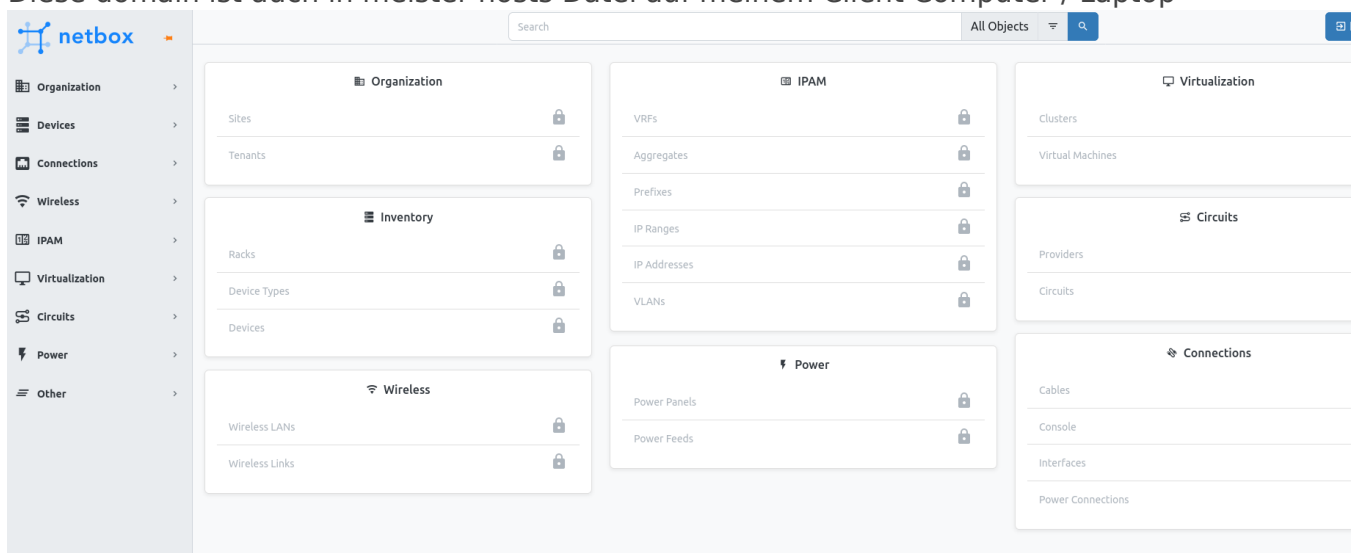 Diese domain ist auch in meister hosts Datei auf meinem Client Computer / Laptop
netbox
Search
All Objects
Organization
Devices
Connections
Wireless
IPAM
Virtualization
Circuits
Power
Other
Organization
Sites
Tenants
Inventory
Racks
Device Types
Devices
Wireless
Wireless LANs
Wireless Links
IPAM
VRFs
Aggregates
Prefixes
IP Ranges
IP Addresses
VLANs
Power
Power Panels
Power Feeds
Virtualization
Clusters
Virtual Machines
Circuits
Providers
Circuits
Connections
Cables
Console
Interfaces
Power Connections